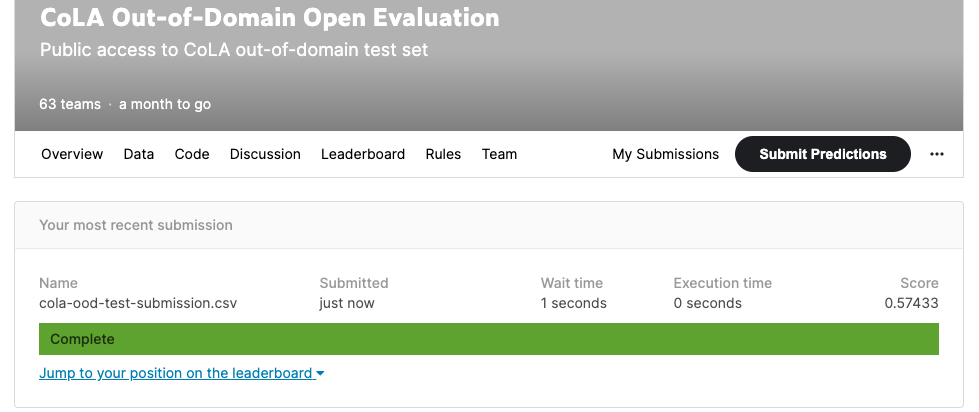 CoLA Out-of-Domain Open Evaluation
Public access to CoLA out-of-domain test set
63 teams · a month to go
Overview Data Code Discussion Leaderboard Rules Team My Submissions Submit Predictions ...
Your most recent submission
Name Submitted Wait time Execution time Score
cola-ood-test-submission.csv just now 1 seconds 0 seconds 0.57433
Complete
Jump to your position on the leaderboard